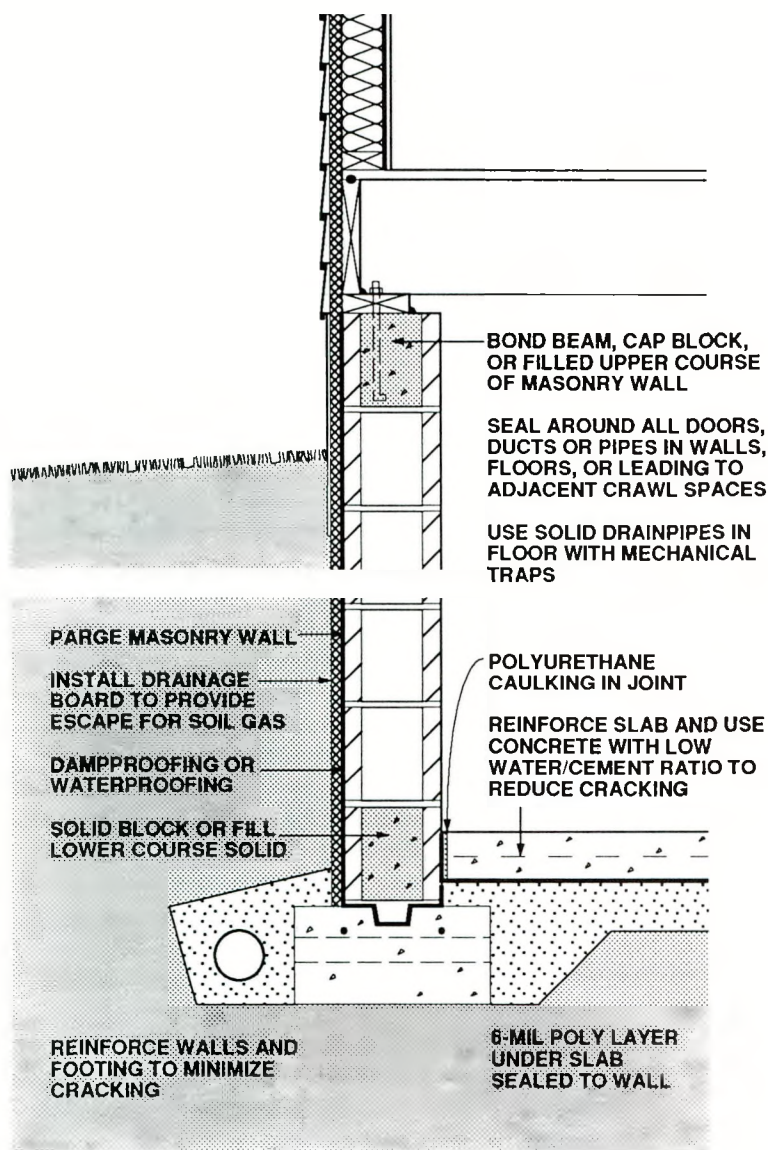 BOND BEAM, CAP BLOCK,
OR FILLED UPPER COURSE
OF MASONRY WALL
SEAL AROUND ALL DOORS,
DUCTS OR PIPES IN WALLS,
FLOORS, OR LEADING TO
ADJACENT CRAWL SPACES
USE SOLID DRAINPIPES IN
FLOOR WITH MECHANICAL
TRAPS
PARGE MASONRY WALL
INSTALL DRAINAGE
BOARD TO PROVIDE
ESCAPE FOR SOIL GAS
DAMPPROOFING OR
WATERPROOFING
SOLID BLOCK OR FILL
LOWER COURSE SOLID
POLYURETHANE
CAULKING IN JOINT
REINFORCE SLAB AND USE
CONCRETE WITH LOW
WATER/CEMENT RATIO TO
REDUCE CRACKING
REINFORCE WALLS AND
FOOTING TO MINIMIZE
CRACKING
6-MIL POLY LAYER
UNDER SLAB
SEALED TO WALL